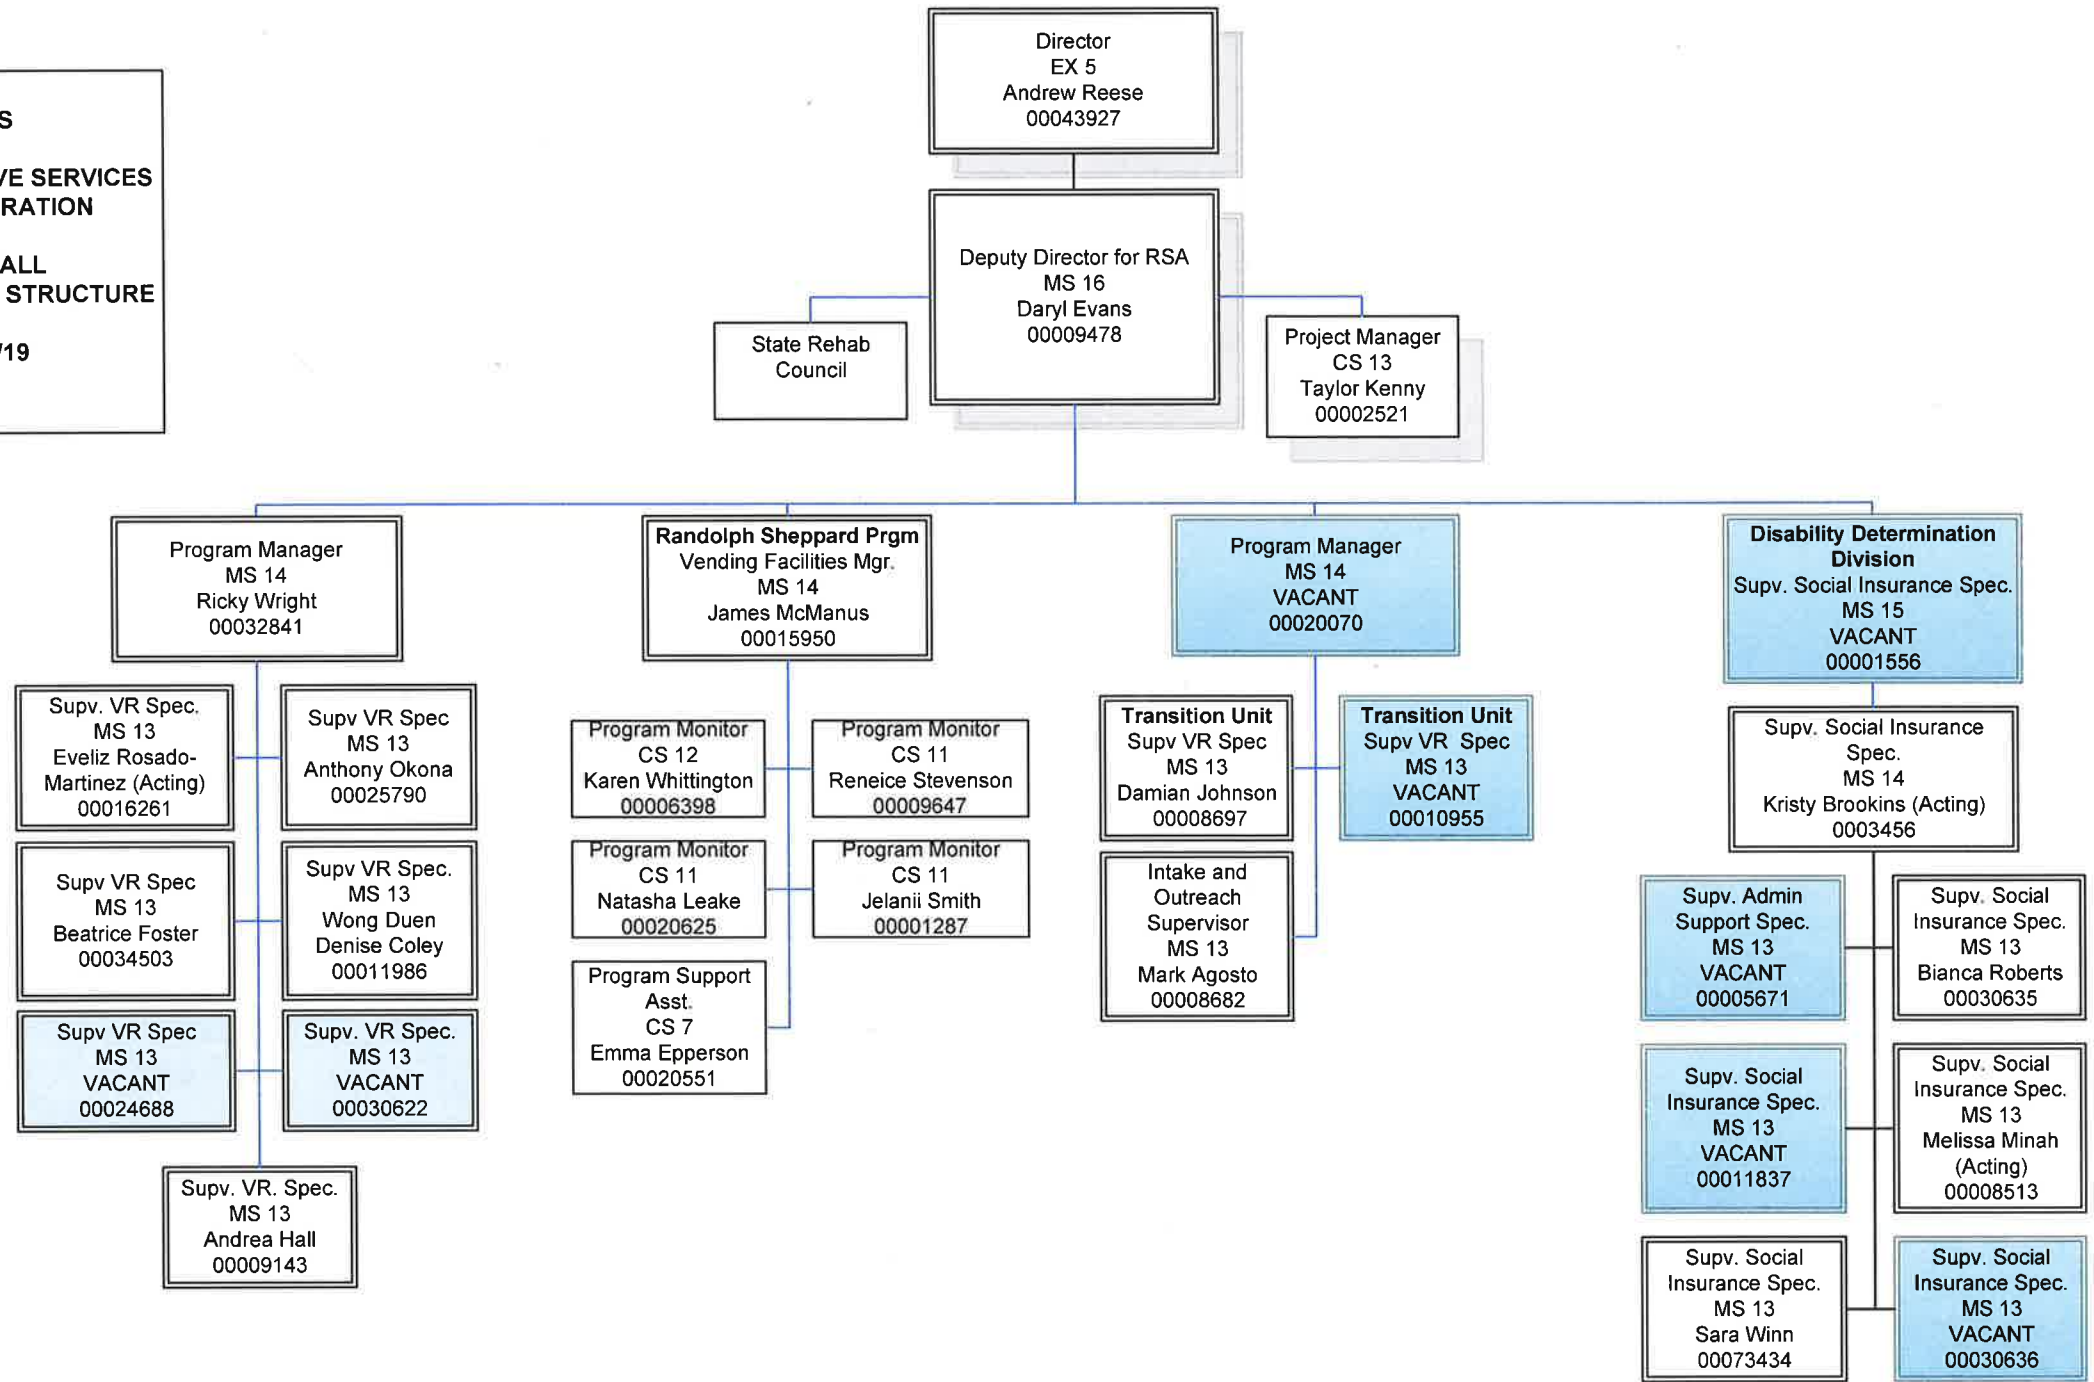 Director
EX 5
Andrew Reese
00043927
VE SERVICES
RATION
ALL
STRUCTURE
/19
Deputy Director for RSA
MS 16
Daryl Evans
00009478
State Rehab
Council
Project Manager
CS 13
Taylor Kenny
00002521
Program Manager
MS 14
Ricky Wright
00032841
Supv. VR Spec.
MS 13
Eveliz Rosado-
Martinez (Acting)
00016261
Supv VR Spec
MS 13
Anthony Okona
00025790
Supv VR Spec
MS 13
Beatrice Foster
00034503
Supv VR Spec.
MS 13
Wong Duen
Denise Coley
00011986
Supv VR Spec
MS 13
VACANT
00024688
Supv. VR Spec.
MS 13
VACANT
00030622
Supv. VR. Spec.
MS 13
Andrea Hall
00009143
Randolph Sheppard Prgm
Vending Facilities Mgr.
MS 14
James McManus
00015950
Program Monitor
CS 12
Karen Whittington
00006398
Program Monitor
CS 11
Reneice Stevenson
00009647
Program Monitor
CS 11
Natasha Leake
00020625
Program Monitor
CS 11
Jelanii Smith
00001287
Program Support
Asst.
CS 7
Emma Epperson
00020551
Program Manager
MS 14
VACANT
00020070
Transition Unit
Supv VR Spec
MS 13
Damian Johnson
00008697
Transition Unit
Supv VR Spec
MS 13
VACANT
00010955
Intake and
Outreach
Supervisor
MS 13
Mark Agosto
00008682
Disability Determination
Division
Supv. Social Insurance Spec.
MS 15
VACANT
00001556
Supv. Social Insurance
Spec.
MS 14
Kristy Brookins (Acting)
0003456
Supv. Admin
Support Spec.
MS 13
VACANT
00005671
Supv. Social
Insurance Spec.
MS 13
Bianca Roberts
00030635
Supv. Social
Insurance Spec.
MS 13
VACANT
00011837
Supv. Social
Insurance Spec.
MS 13
Melissa Minah
(Acting)
00008513
Supv. Social
Insurance Spec.
MS 13
Sara Winn
00073434
Supv. Social
Insurance Spec.
MS 13
VACANT
00030636